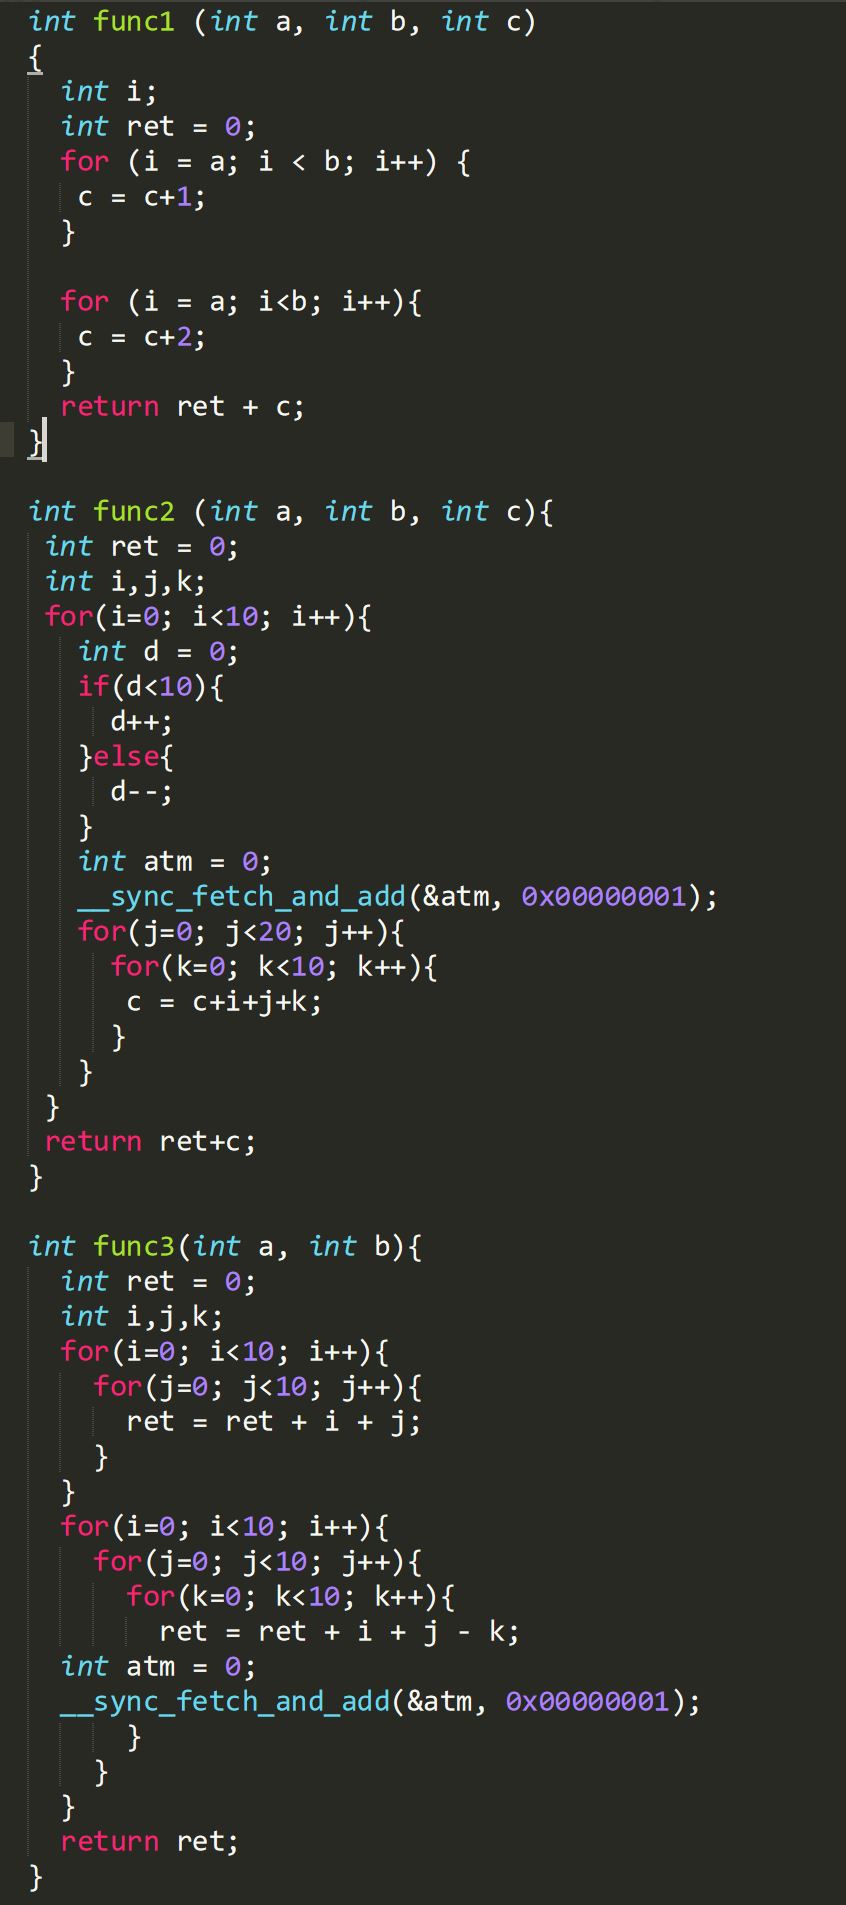 int func1 (int a, int b, int c)
{
  int i;
  int ret = 0;
  for (i = a; i < b; i++) {
   c = c+1;
  }

  for (i = a; i<b; i++){
   c = c+2;
  }
  return ret + c;
}

int func2 (int a, int b, int c){
 int ret = 0;
 int i,j,k;
 for(i=0; i<10; i++){
   int d = 0;
   if(d<10){
     d++;
   }else{
     d--;
   }
   int atm = 0;
   __sync_fetch_and_add(&atm, 0x00000001);
   for(j=0; j<20; j++){
     for(k=0; k<10; k++){
      c = c+i+j+k;
     }
   }
 }
 return ret+c;
}

int func3(int a, int b){
  int ret = 0;
  int i,j,k;
  for(i=0; i<10; i++){
    for(j=0; j<10; j++){
      ret = ret + i + j;
    }
  }
  for(i=0; i<10; i++){
    for(j=0; j<10; j++){
      for(k=0; k<10; k++){
        ret = ret + i + j - k;
  int atm = 0;
  __sync_fetch_and_add(&atm, 0x00000001);
      }
    }
  }
  return ret;
}